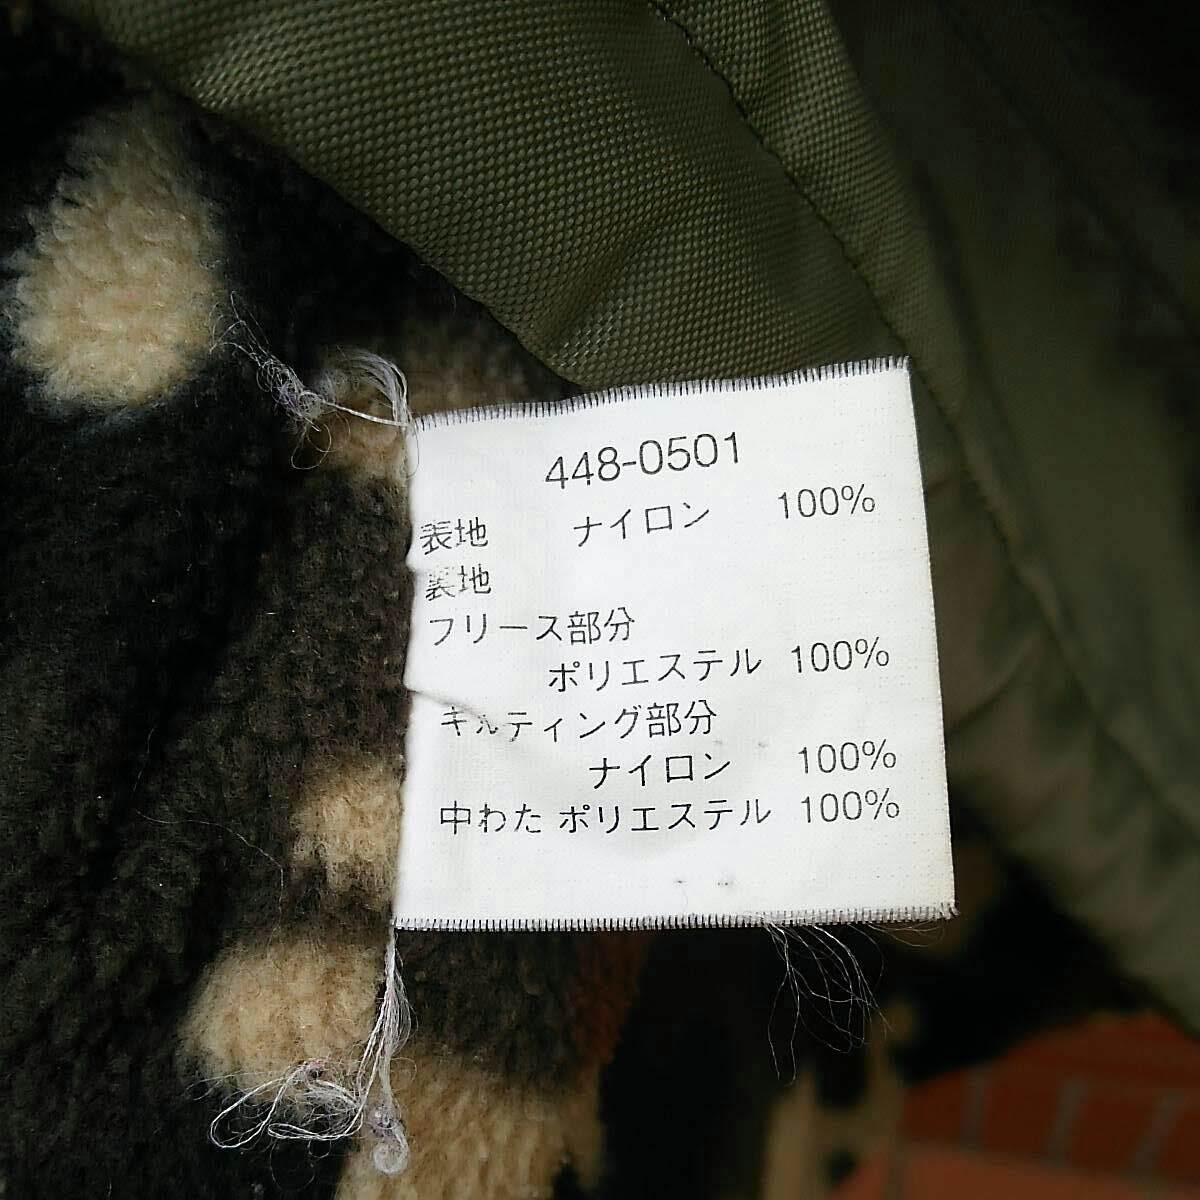 448-0501
表地 ナイロン 100%
裏地
フリース部分
ポリエステル 100%
キルティング部分
ナイロン 100%
中わた ポリエステル 100%